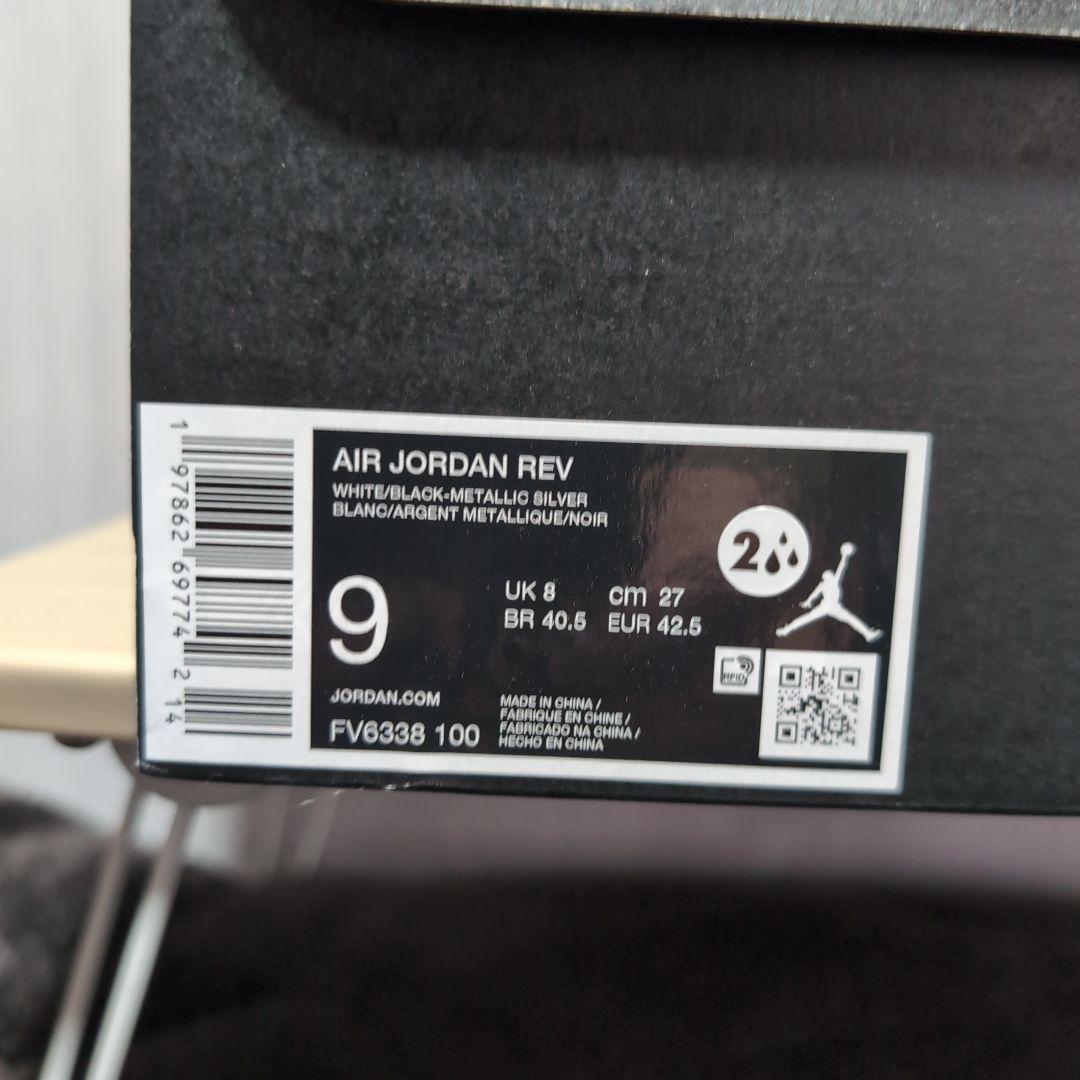 AIR JORDAN REV
WHITE/BLACK-METALLIC SILVER
BLANC/ARGENT METALLIQUE/NOIR
9
UK 8 cm 27
BR 40.5 EUR 42.5
2
RFID
JORDAN.COM
FV6338 100
MADE IN CHINA /
FABRIQUE EN CHINE /
FABRICADO NA CHINA /
HECHO EN CHINA
1 97862 69774 2 14